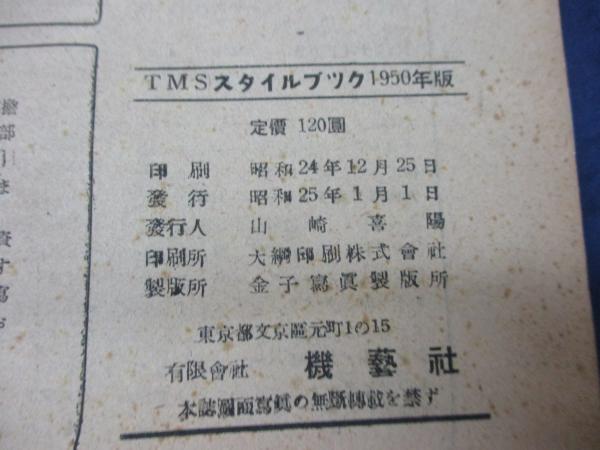 TMSスタイルブック1950年版
定價 120圓
印刷 昭和24年12月25日
發行 昭和25年1月1日
發行人 山崎喜陽
印刷所 大綱印刷株式會社
製版所 金子寫眞製版所
東京都文京區元町1の15
有限會社 機藝社
本誌圖面寫眞の無斷轉載を禁ず